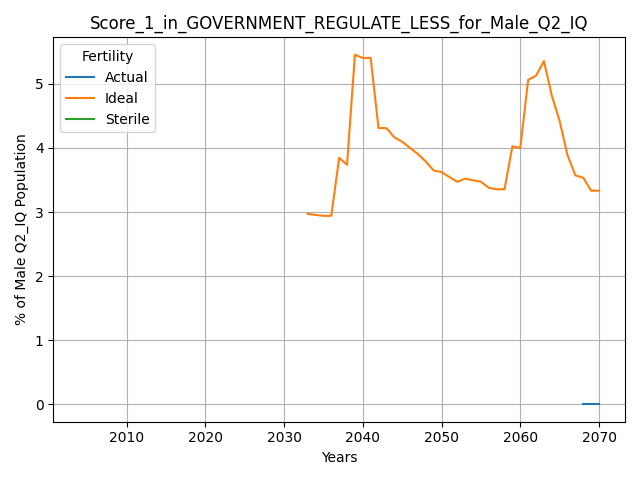 Score_1_in_GOVERNMENT_REGULATE_LESS_for_Male_Q2_IQ
Fertility
Actual
Ideal
Sterile
% of Male Q2_IQ Population
5
4
3
2
1
0
2010 2020 2030 2040 2050 2060 2070
Years